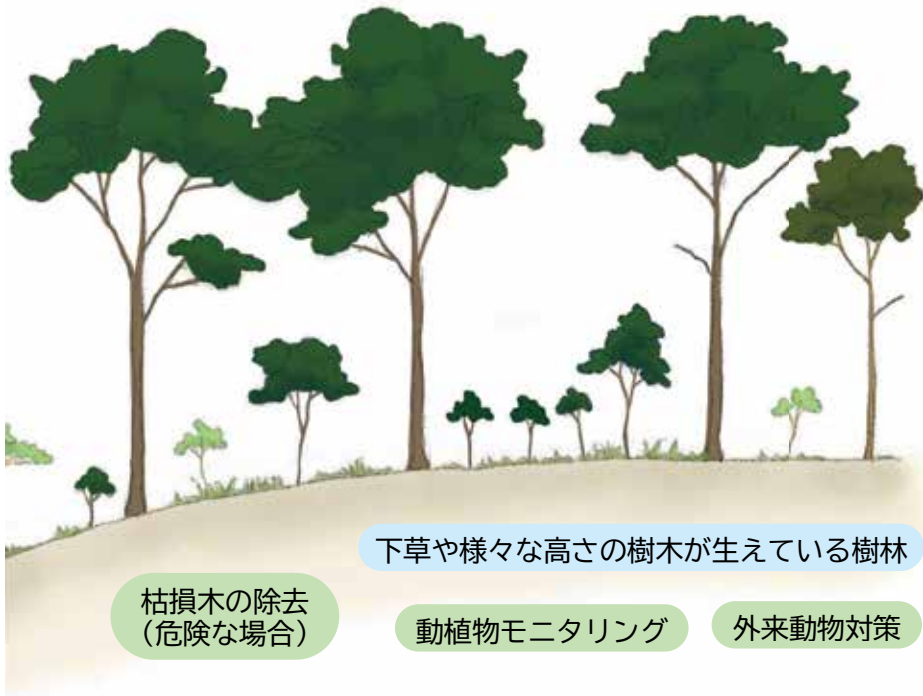 下草や様々な高さの樹木が生えている樹林
枯損木の除去
(危険な場合)
動植物モニタリング
外来動物対策